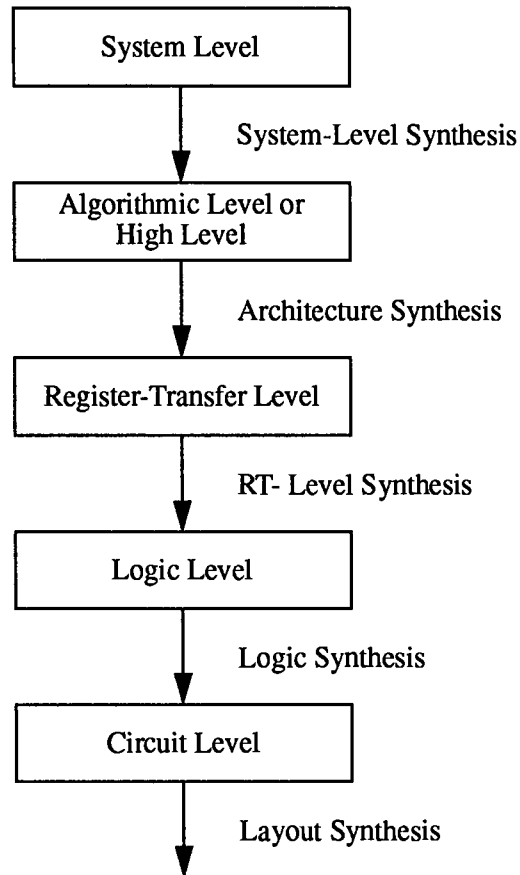 System Level
System-Level Synthesis
Algorithmic Level or
High Level
Architecture Synthesis
Register-Transfer Level
RT- Level Synthesis
Logic Level
Logic Synthesis
Circuit Level
Layout Synthesis